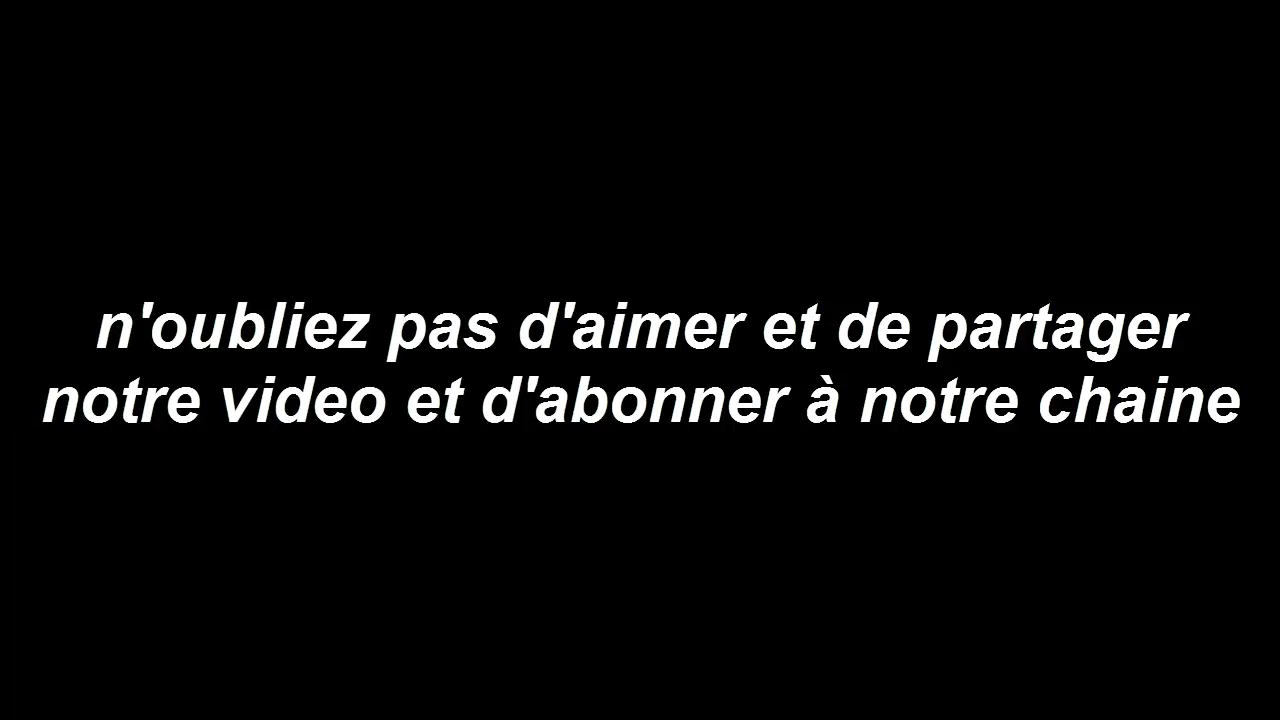 n'oubliez pas d'aimer et de partager
notre video et d'abonner à notre chaine